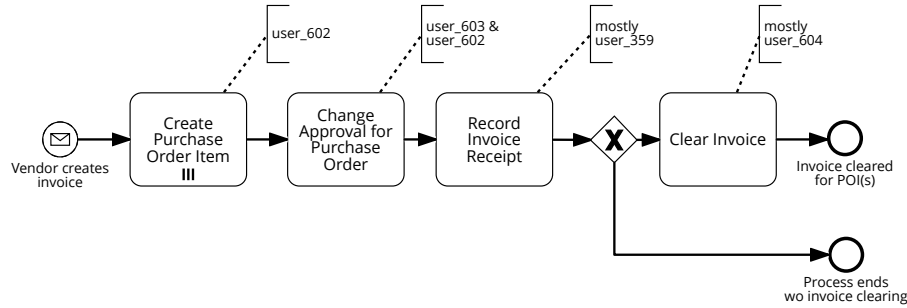 user_602
user_603 &
user_602
mostly
user_359
mostly
user_604
Vendor creates
invoice
Create
Purchase
Order Item
Change
Approval for
Purchase
Order
Record
Invoice
Receipt
X
Clear Invoice
Invoice cleared
for POI(s)
Process ends
wo invoice clearing